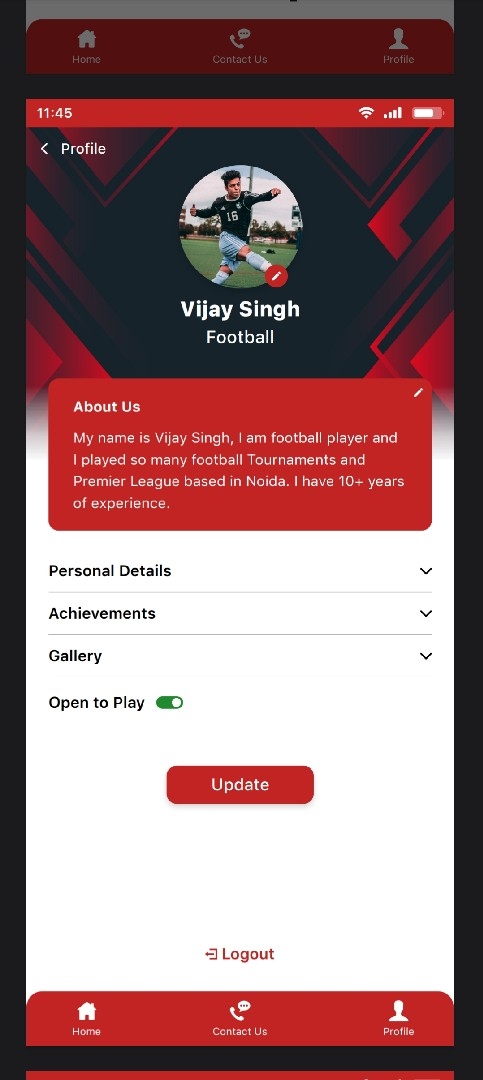 Home Contact Us Profile
11:45
Profile
16
Vijay Singh
Football
About Us
My name is Vijay Singh, I am football player and
I played so many football Tournaments and
Premier League based in Noida. I have 10+ years
of experience.
Personal Details
Achievements
Gallery
Open to Play
Update
Logout
Home Contact Us Profile